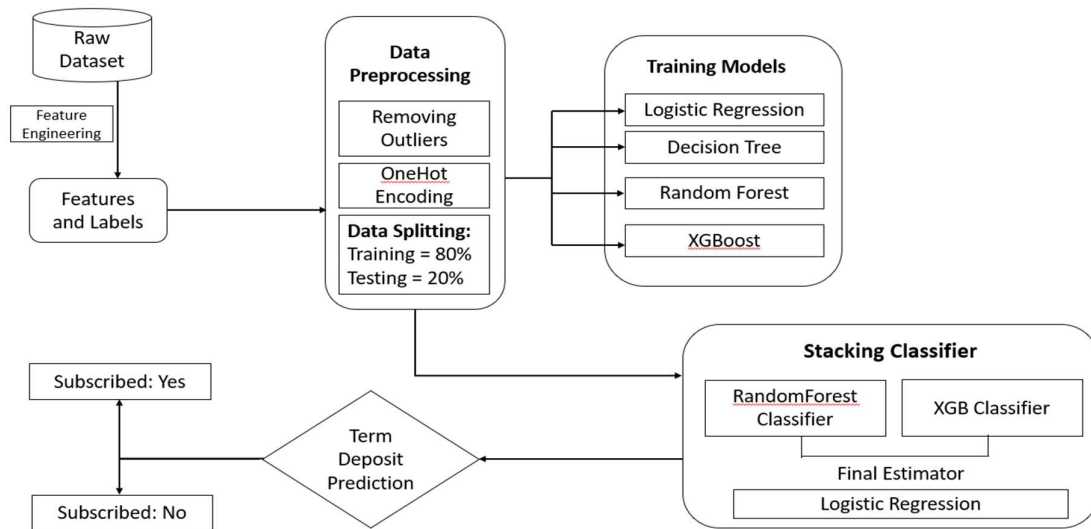 Raw
Dataset
Feature
Engineering
Features
and Labels
Data
Preprocessing
Removing
Outliers
OneHot
Encoding
Data Splitting:
Training = 80%
Testing = 20%
Training Models
Logistic Regression
Decision Tree
Random Forest
XGBoost
Stacking Classifier
RandomForest
Classifier
XGB Classifier
Final Estimator
Logistic Regression
Term
Deposit
Prediction
Subscribed: Yes
Subscribed: No